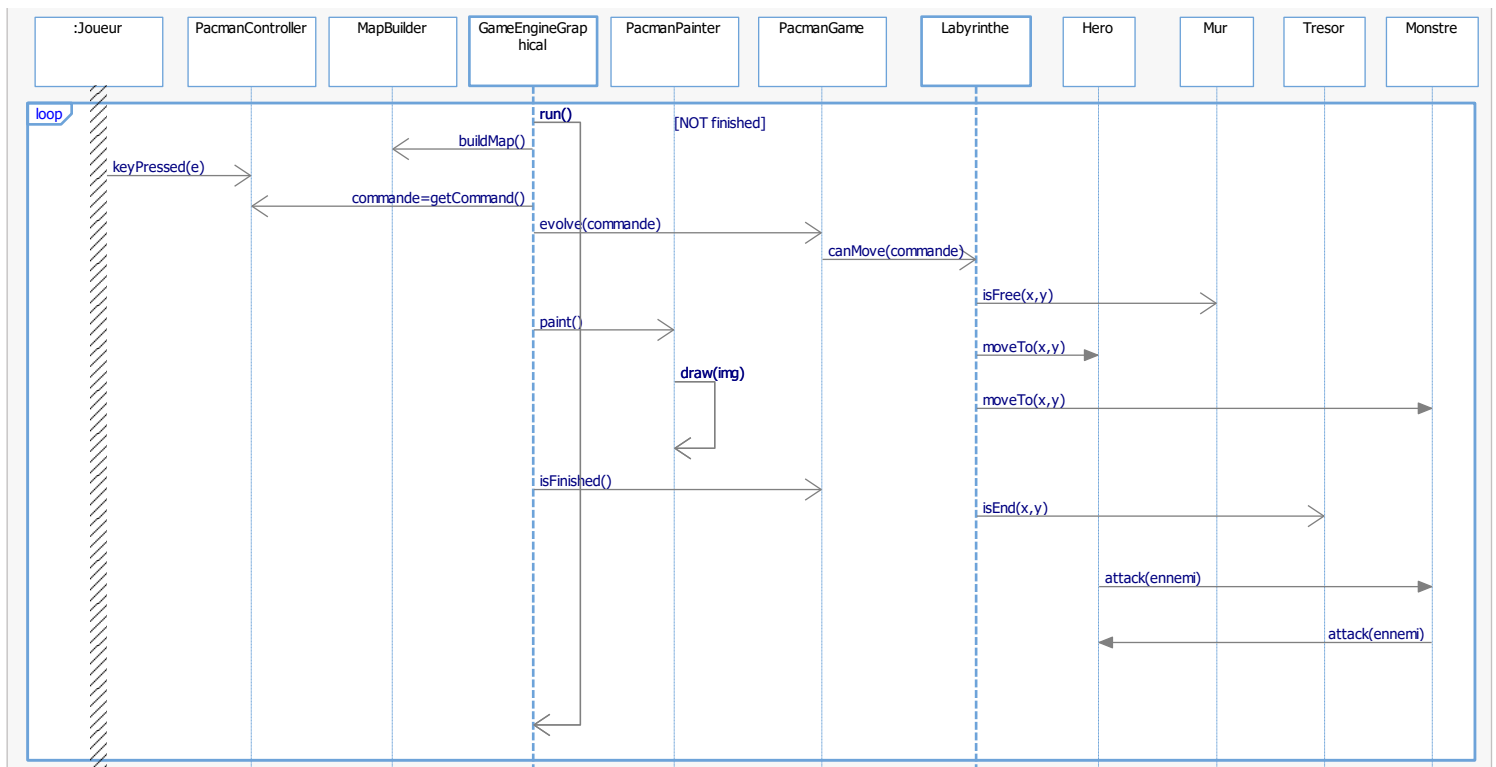 :Joueur
PacmanController
MapBuilder
GameEngineGrap
hical
PacmanPainter
PacmanGame
Labyrinthe
Hero
Mur
Tresor
Monstre
loop
run()
[NOT finished]
buildMap()
keyPressed(e)
commande=getCommand()
evolve(commande)
canMove(commande)
isFree(x,y)
paint()
moveTo(x,y)
draw(img)
moveTo(x,y)
isFinished()
isEnd(x,y)
attack(ennemi)
attack(ennemi)